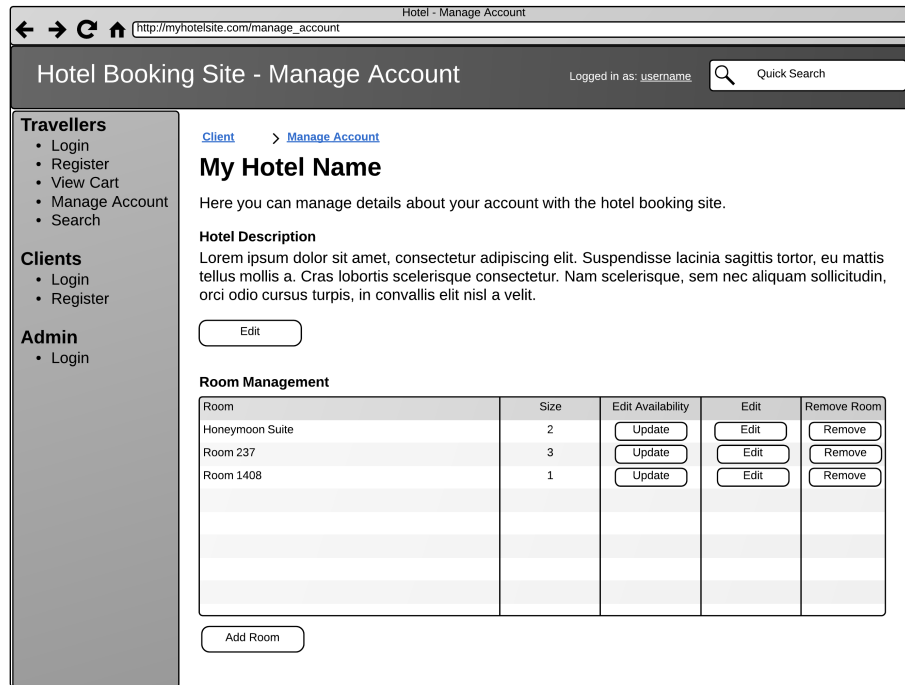 Hotel - Manage Account
http://myhotelsite.com/manage_account
Hotel Booking Site - Manage Account
Logged in as: username
Quick Search
Travellers
• Login
• Register
• View Cart
• Manage Account
• Search
Clients
• Login
• Register
Admin
• Login
Client > Manage Account
My Hotel Name
Here you can manage details about your account with the hotel booking site.
Hotel Description
Lorem ipsum dolor sit amet, consectetur adipiscing elit. Suspendisse lacinia sagittis tortor, eu mattis
tellus mollis a. Cras lobortis scelerisque consectetur. Nam scelerisque, sem nec aliquam sollicitudin,
orci odio cursus turpis, in convallis elit nisl a velit.
Edit
Room Management
Room Size Edit Availability Edit Remove Room
Honeymoon Suite 2 Update Edit Remove
Room 237 3 Update Edit Remove
Room 1408 1 Update Edit Remove
Add Room